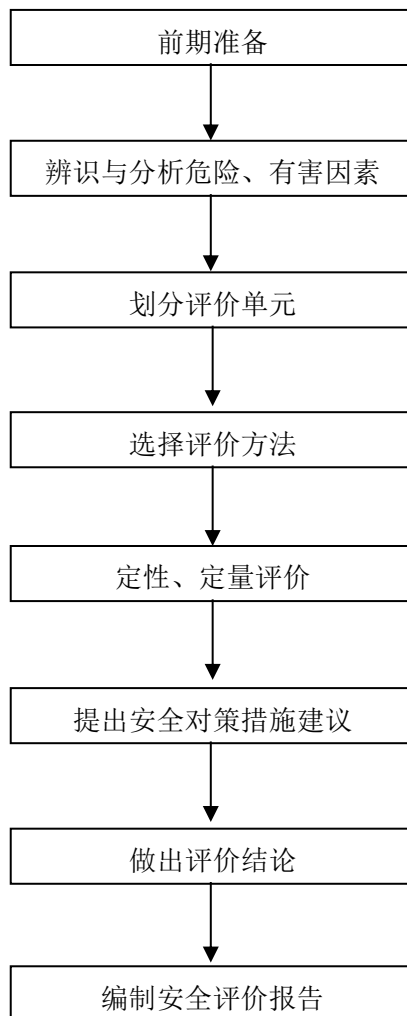 前期准备
辨识与分析危险、有害因素
划分评价单元
选择评价方法
定性、定量评价
提出安全对策措施建议
做出评价结论
编制安全评价报告